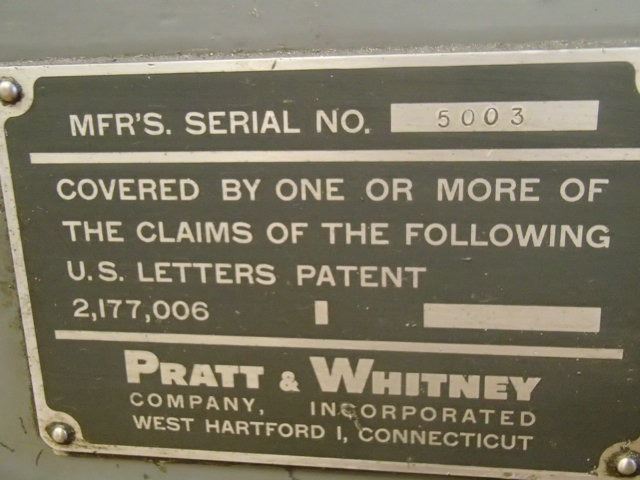 MFR'S. SERIAL NO. 5003
COVERED BY ONE OR MORE OF
THE CLAIMS OF THE FOLLOWING
U.S. LETTERS PATENT
2,177,006
PRATT & WHITNEY
COMPANY, INCORPORATED
WEST HARTFORD 1, CONNECTICUT